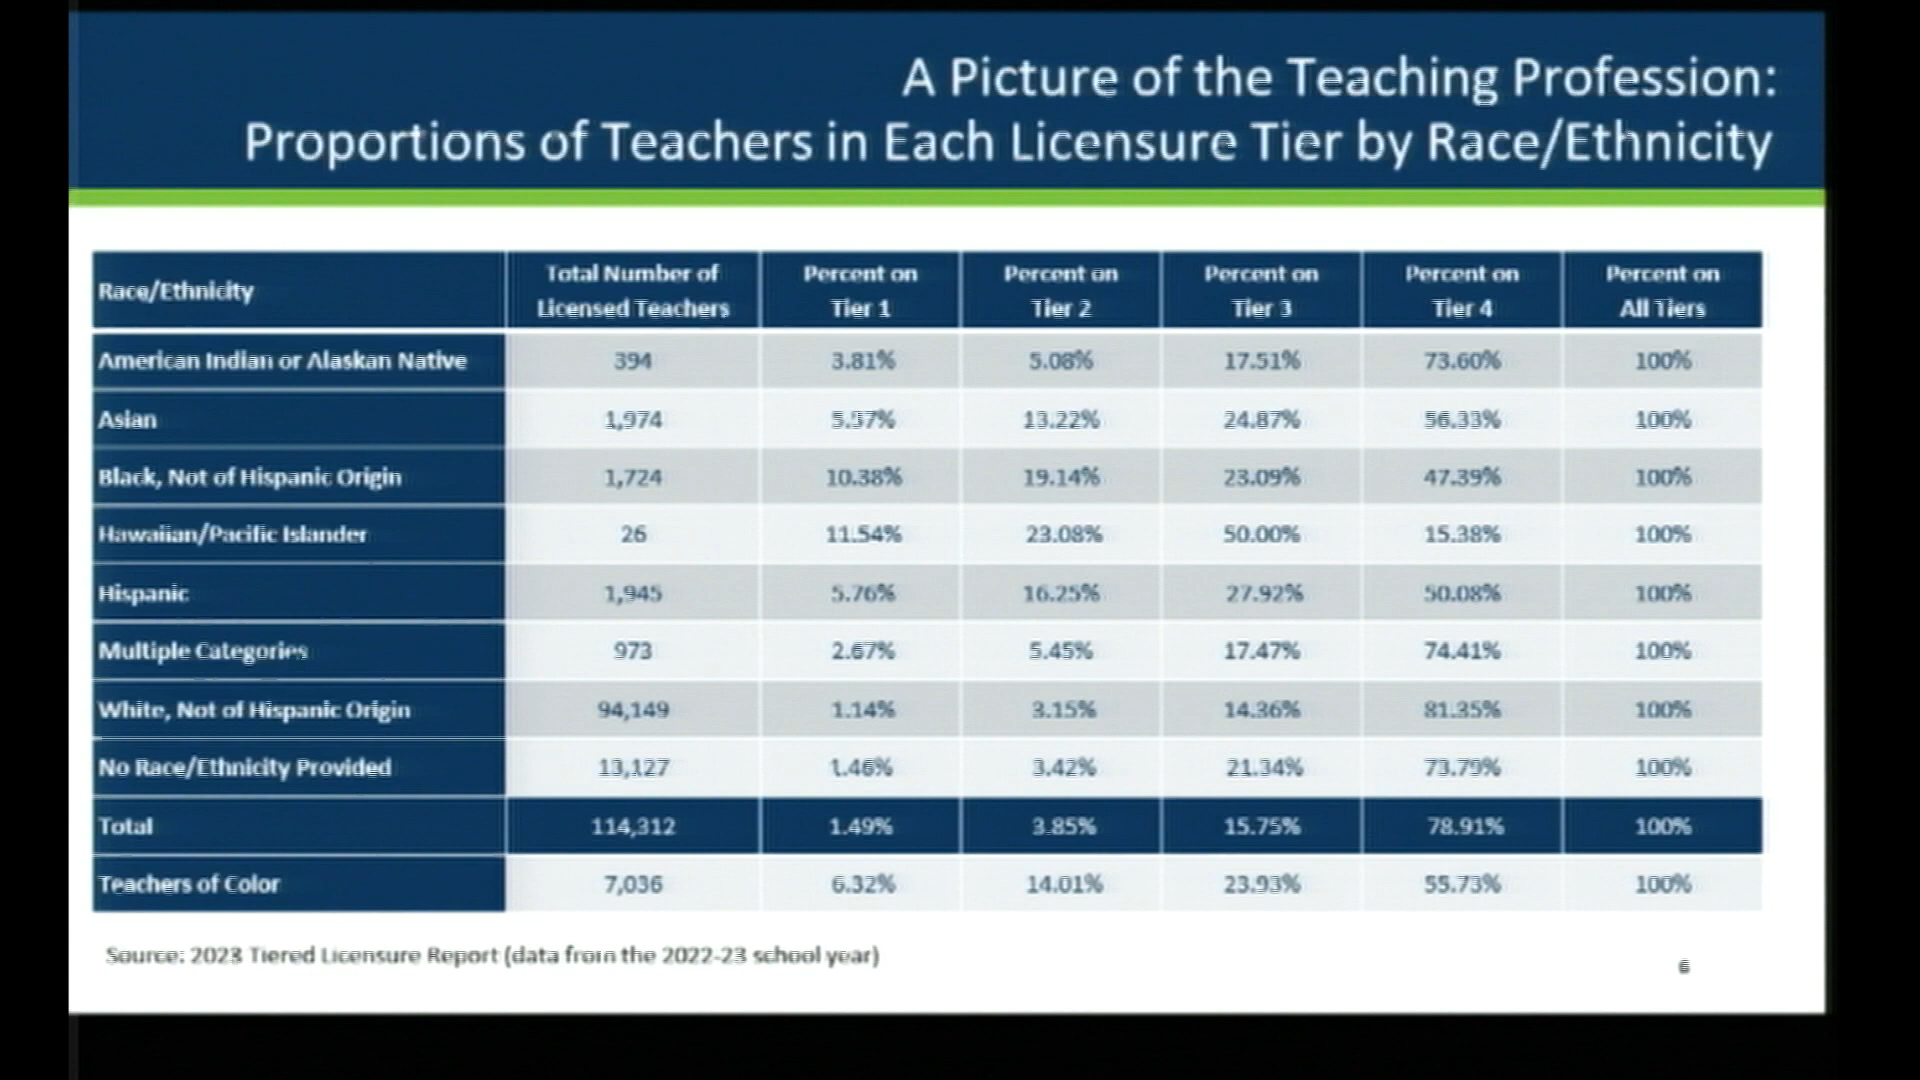 A Picture of the Teaching Profession:
Proportions of Teachers in Each Licensure Tier by Race/Ethnicity
Race/Ethnicity Total Number of Licensed Teachers Percent on Tier 1 Percent on Tier 2 Percent on Tier 3 Percent on Tier 4 Percent on All Tiers
American Indian or Alaskan Native 394 3.81% 5.08% 17.51% 73.60% 100%
Asian 1,974 5.57% 13.22% 24.87% 56.33% 100%
Black, Not of Hispanic Origin 1,724 10.38% 19.14% 23.09% 47.39% 100%
Hawaiian/Pacific Islander 26 11.54% 23.08% 50.00% 15.38% 100%
Hispanic 1,945 5.76% 16.25% 27.92% 50.08% 100%
Multiple Categories 973 2.67% 5.45% 17.47% 74.41% 100%
White, Not of Hispanic Origin 94,149 1.14% 3.15% 14.36% 81.35% 100%
No Race/Ethnicity Provided 13,127 1.46% 3.42% 21.34% 73.79% 100%
Total 114,312 1.49% 3.85% 15.75% 78.91% 100%
Teachers of Color 7,036 6.32% 14.01% 23.93% 55.73% 100%
Source: 2023 Tiered Licensure Report (data from the 2022-23 school year)
6